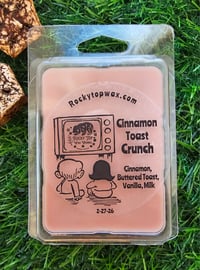 Rockytopwax.com
Cinnamon
Toast
Crunch
Cinnamon,
Buttered Toast,
Vanilla, Milk
2-27-26